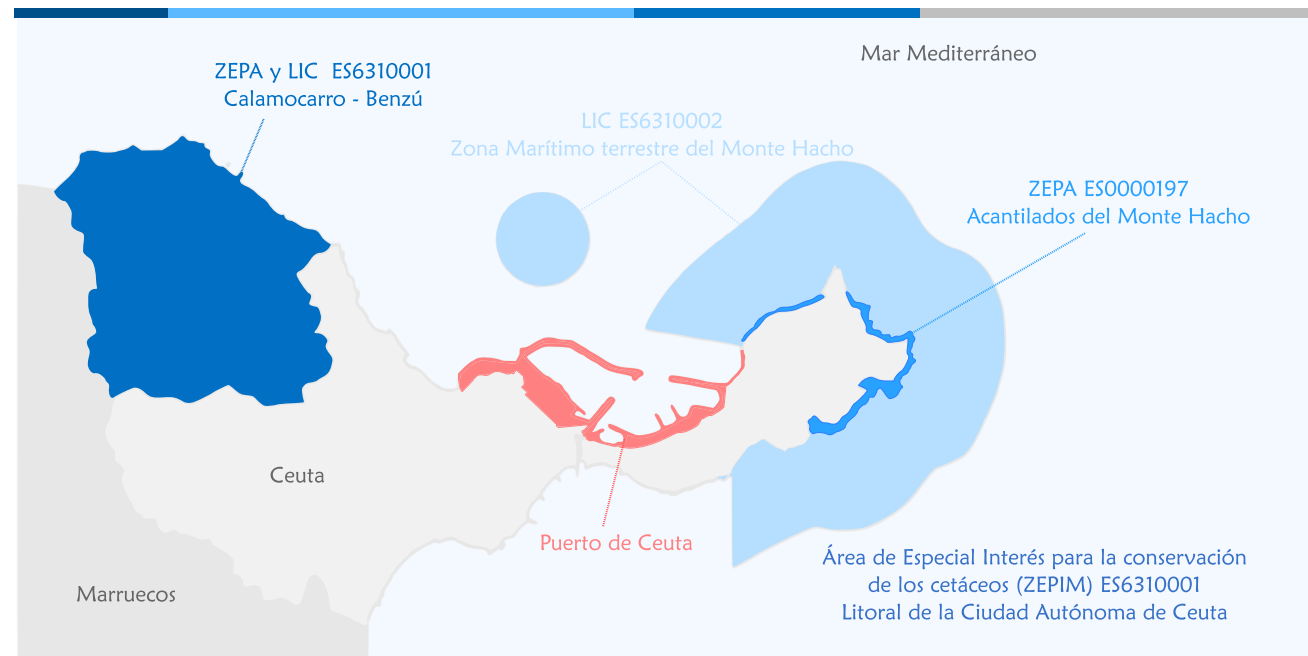 Mar Mediterráneo
ZEPA y LIC ES6310001
Calamocarro - Benzú
LIC ES6310002
Zona Marítimo terrestre del Monte Hacho
ZEPA ES0000197
Acantilados del Monte Hacho
Ceuta
Puerto de Ceuta
Marruecos
Área de Especial Interés para la conservación
de los cetáceos (ZEPIM) ES6310001
Litoral de la Ciudad Autónoma de Ceuta